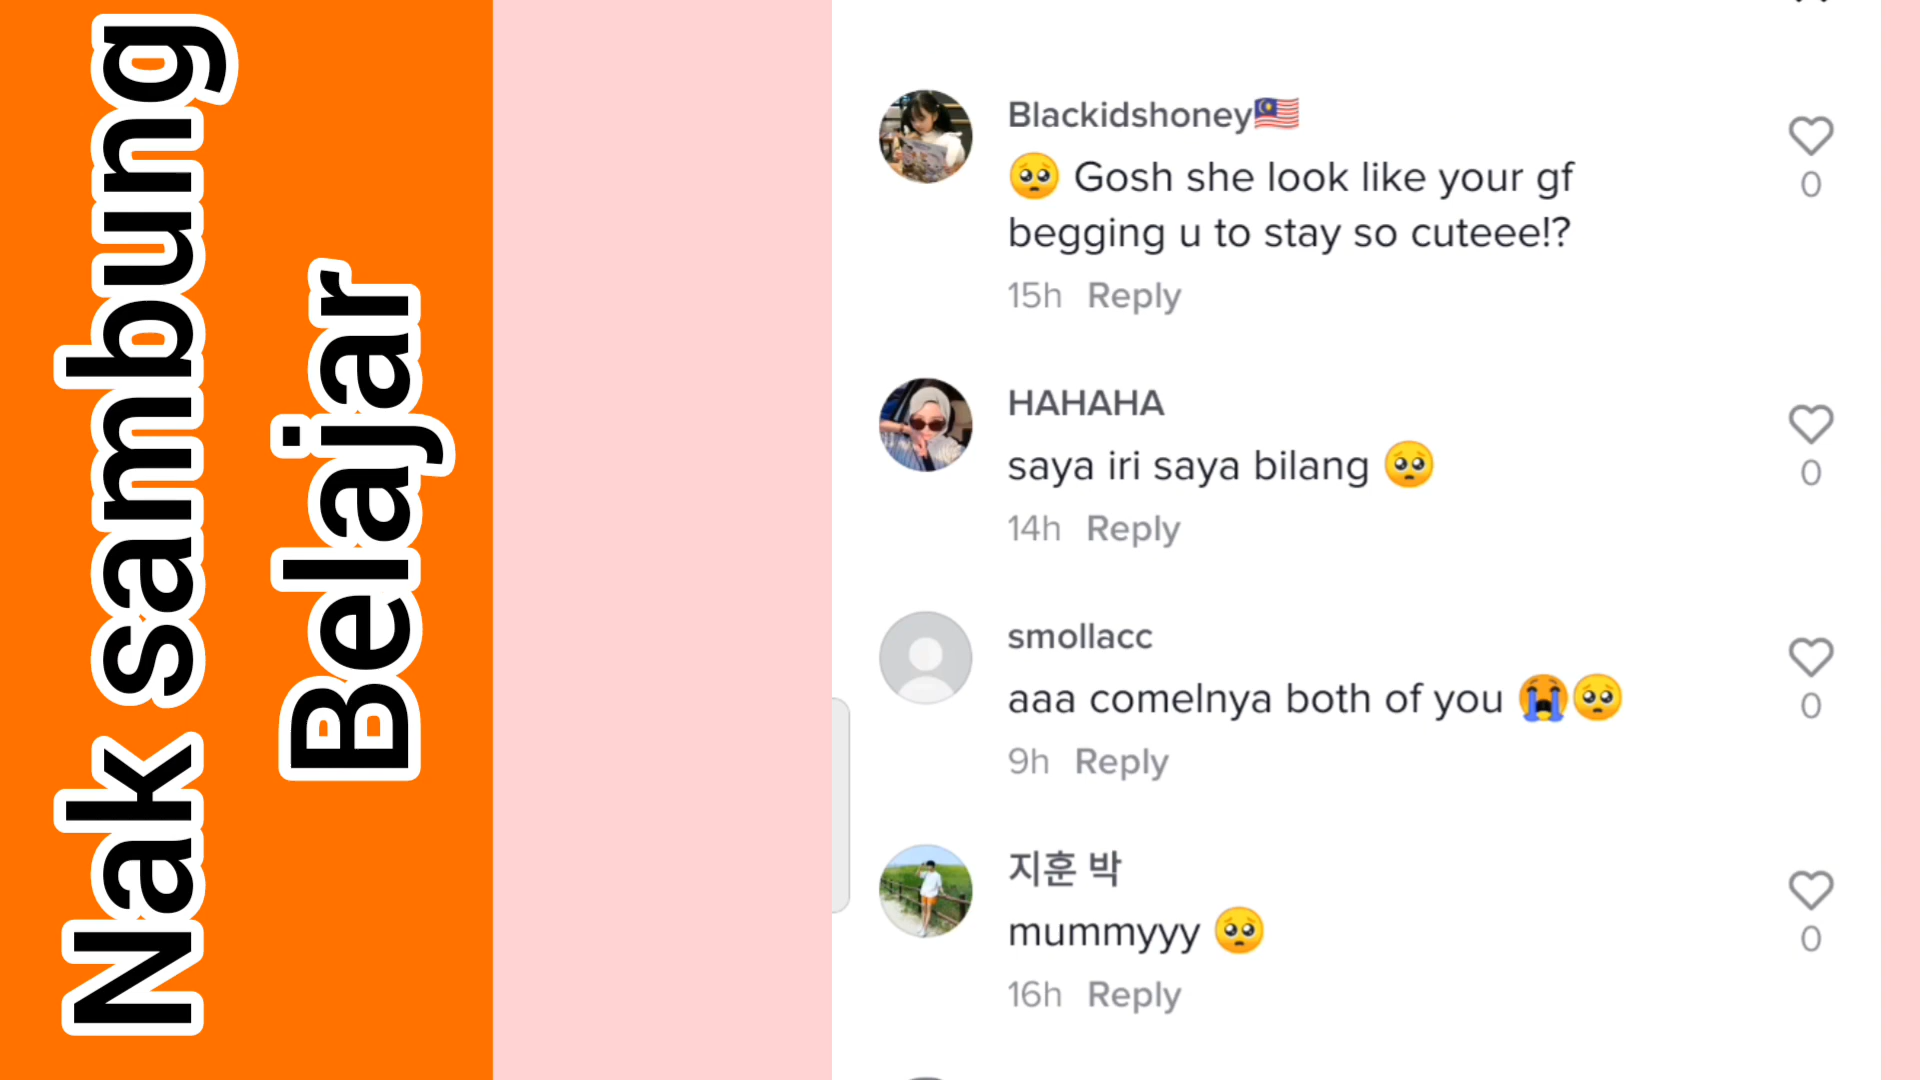 Nak sambung
Belajar
Blackidshoney🇲🇾
🥺 Gosh she look like your gf
begging u to stay so cuteee!?
15h Reply
0
HAHAHA
saya iri saya bilang 🥺
14h Reply
0
smollacc
aaa comelnya both of you 😭🥺
9h Reply
0
지훈 박
mummyyy 🥺
16h Reply
0